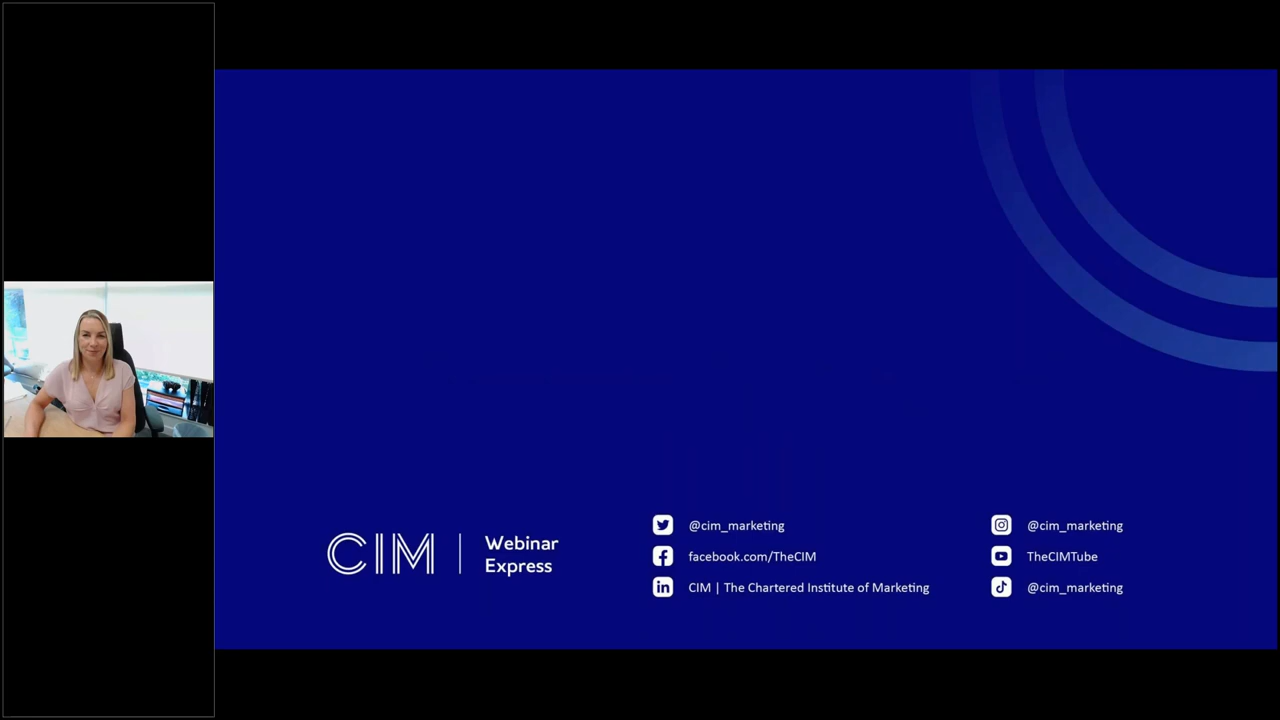 CIM
Webinar
Express
@cim_marketing
facebook.com/TheCIM
CIM | The Chartered Institute of Marketing
@cim_marketing
TheCIMTube
@cim_marketing